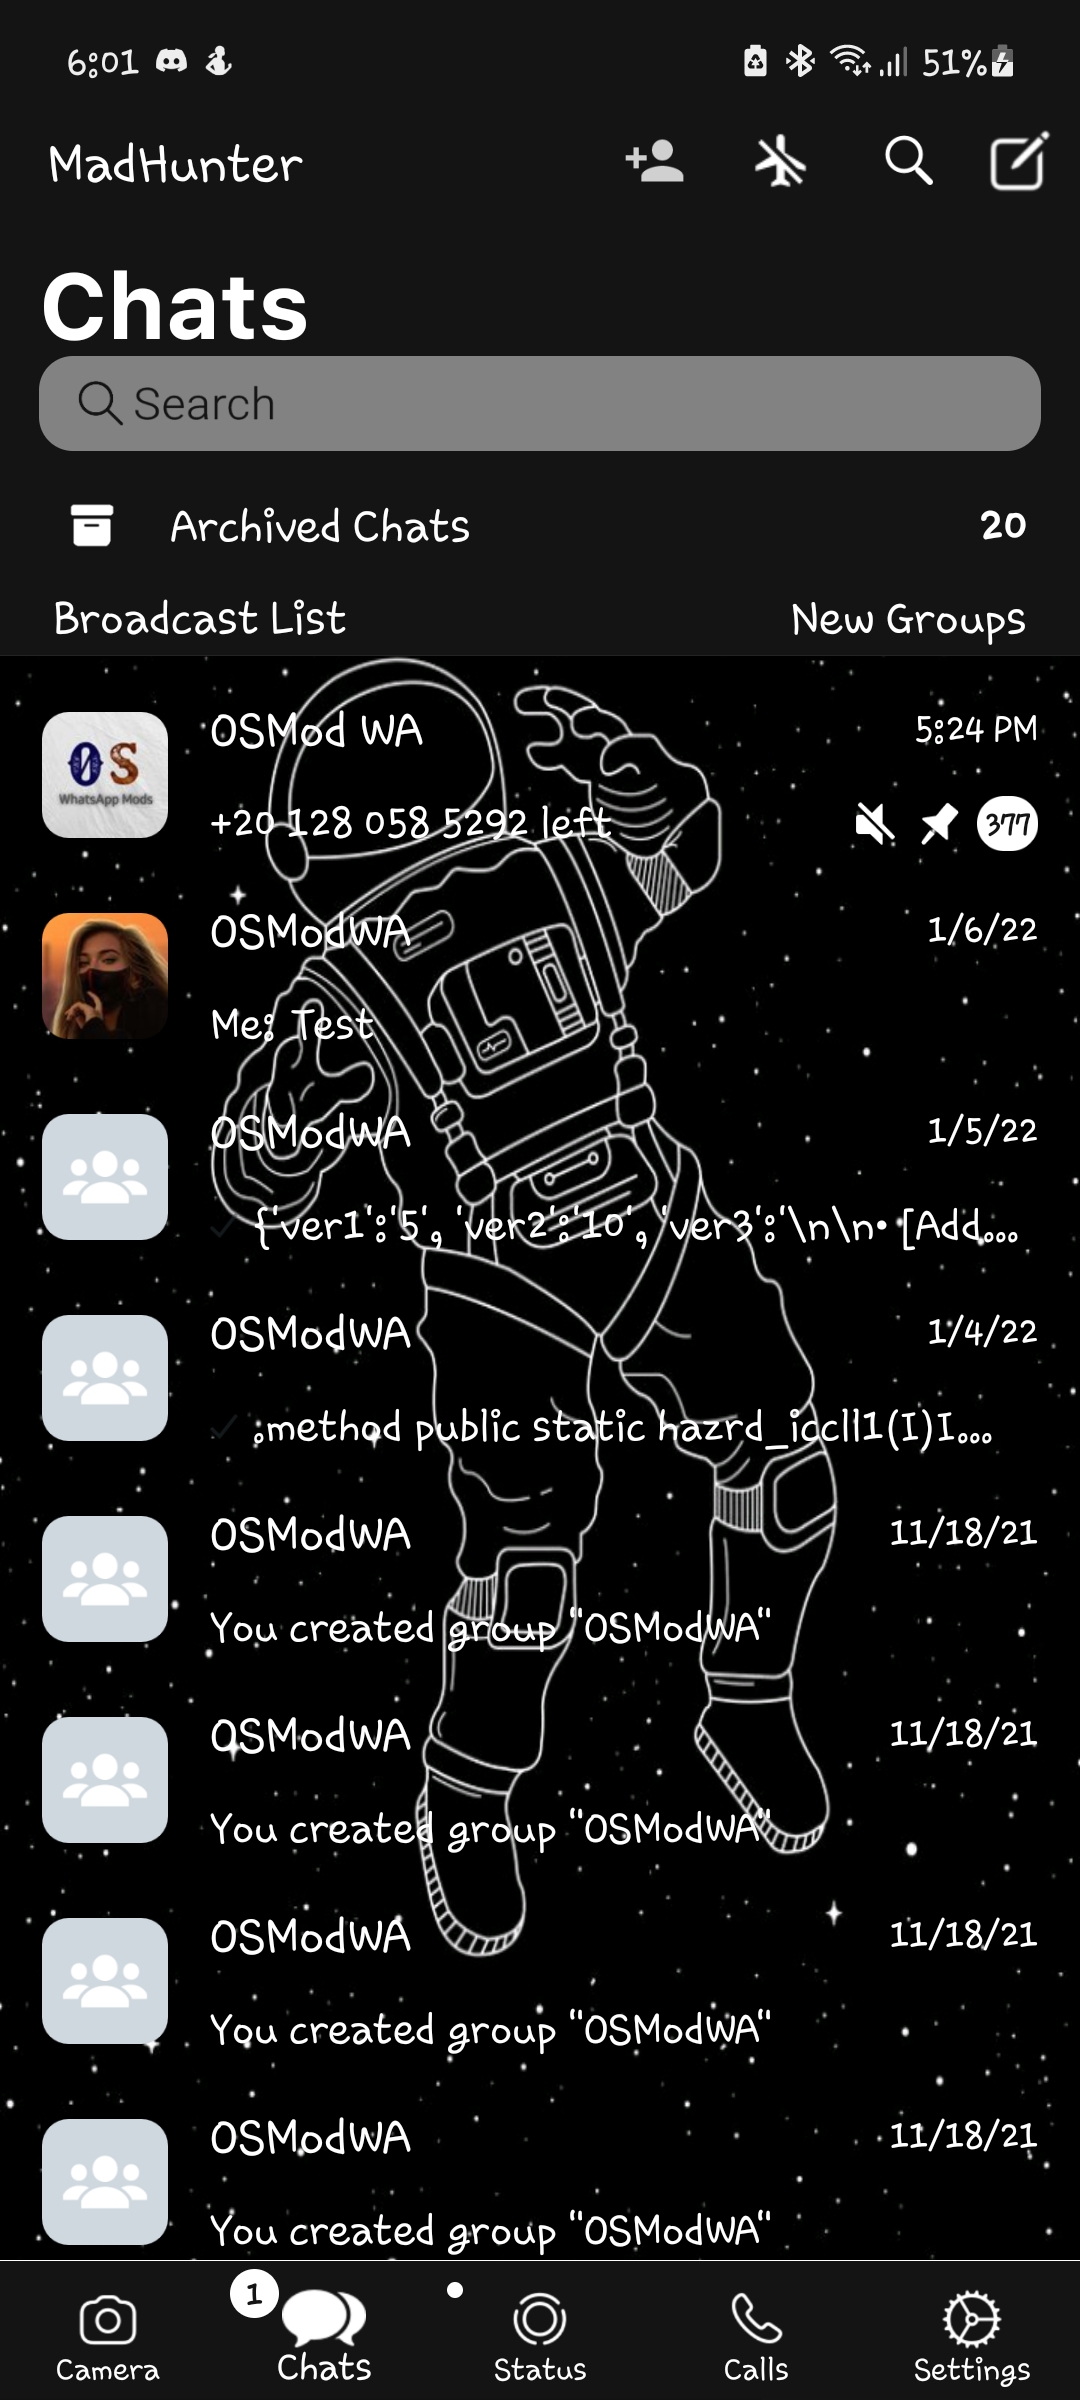 6:01
51%
MadHunter
Chats
Search
Archived Chats
20
Broadcast List
New Groups
OSMod WA
5:24 PM
OS
WhatsApp Mods
+20 128 058 5292 left
377
OSModWA
1/6/22
Me: Test
OSModWA
1/5/22
{'ver1':'5', 'ver2':'10', 'ver3':'\n\n• [Add...
OSModWA
1/4/22
.method public static hazrd_iccll1(I)I...
OSModWA
11/18/21
You created group "OSModWA"
OSModWA
11/18/21
You created group "OSModWA"
OSModWA
11/18/21
You created group "OSModWA"
OSModWA
11/18/21
You created group "OSModWA"
1
Camera
Chats
Status
Calls
Settings